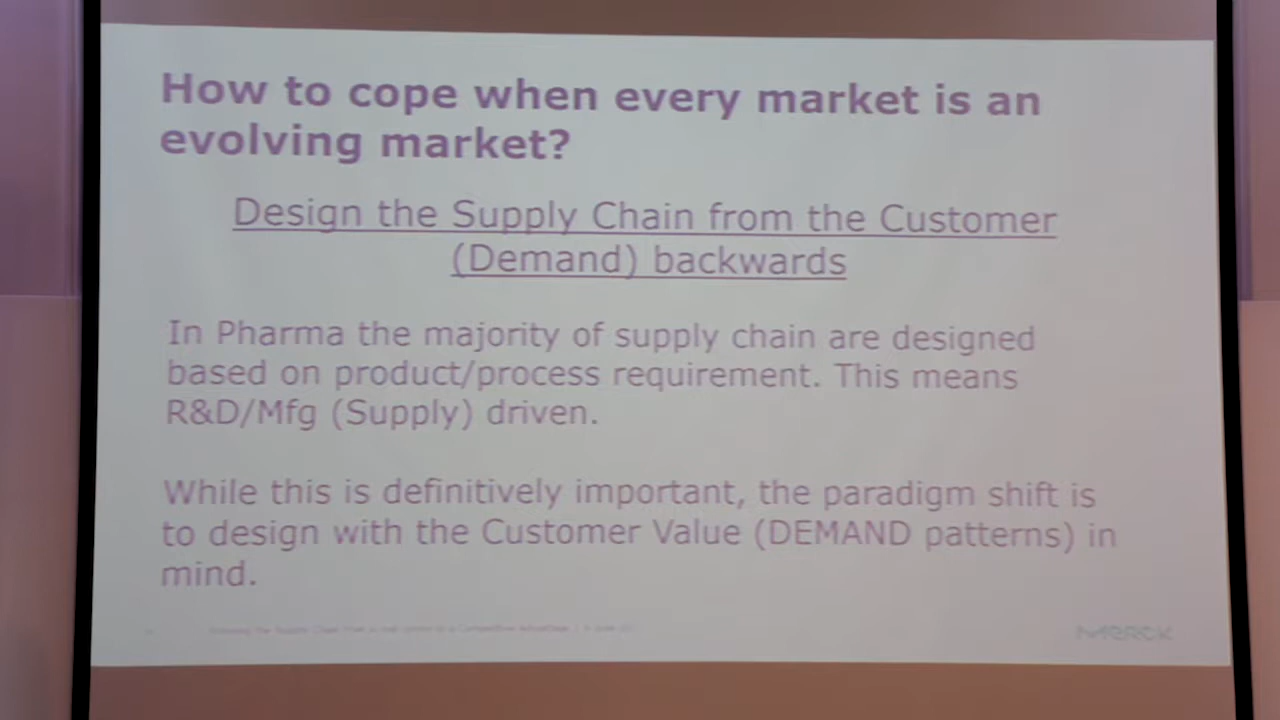 How to cope when every market is an
evolving market?
Design the Supply Chain from the Customer
(Demand) backwards
In Pharma the majority of supply chain are designed
based on product/process requirement. This means
R&D/Mfg (Supply) driven.
While this is definitively important, the paradigm shift is
to design with the Customer Value (DEMAND patterns) in
mind.
MERCK